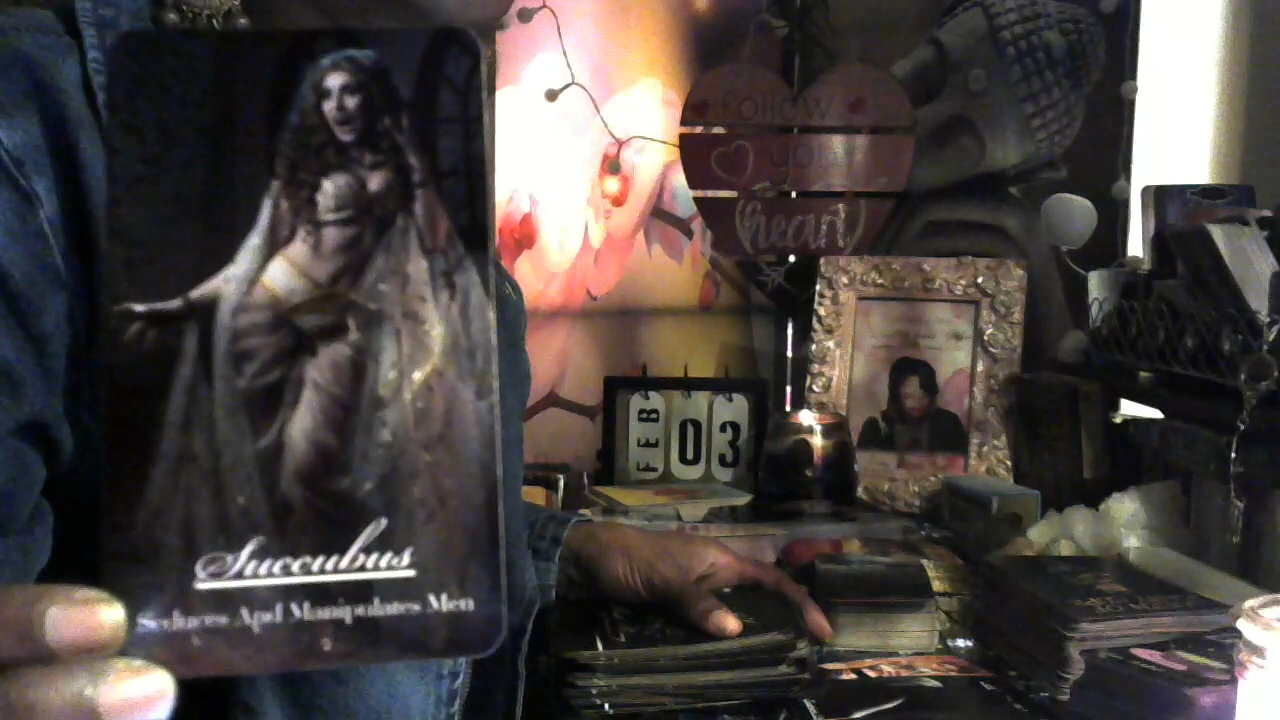 Succubus
Seduces And Manipulates Men
follow
your
heart
FEB 03